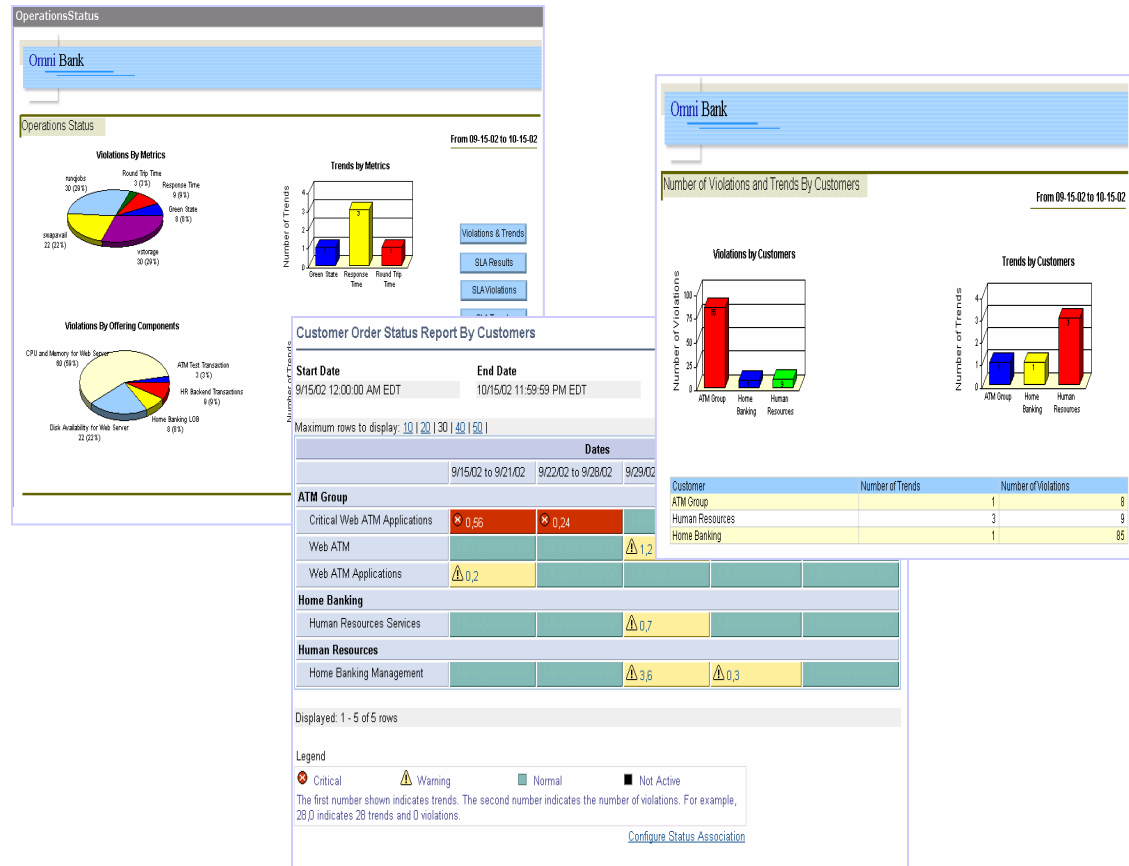 OperationsStatus
Omni Bank
Operations Status
From 09-15-02 to 10-15-02
Violations By Metrics
runqjobs
30 (29%)
Round Trip Time
3 (3%)
Response Time
9 (9%)
Green State
8 (8%)
swapavail
22 (22%)
vstorage
30 (29%)
Trends by Metrics
Number of Trends
4
3
2
1
0
3
1
Green State
Response Time
Round Trip Time
Violations & Trends
SLA Results
SLA Violations
Violations By Offering Components
CPU and Memory for Web Server
60 (59%)
ATM Test Transaction
3 (3%)
HR Backend Transactions
9 (9%)
Home Banking LOB
8 (8%)
Disk Availability for Web Server
22 (22%)
Number of Trends
Customer Order Status Report By Customers
Start Date
End Date
9/15/02 12:00:00 AM EDT
10/15/02 11:59:59 PM EDT
Maximum rows to display: 10 | 20 | 30 | 40 | 50 |
Dates
9/15/02 to 9/21/02
9/22/02 to 9/28/02
9/29/02
ATM Group
Critical Web ATM Applications
0,56
0,24
Web ATM
1,2
Web ATM Applications
0,2
Home Banking
Human Resources Services
0,7
Human Resources
Home Banking Management
3,6
0,3
Displayed: 1 - 5 of 5 rows
Legend
Critical
Warning
Normal
Not Active
The first number shown indicates trends. The second number indicates the number of violations. For example,
28,0 indicates 28 trends and 0 violations.
Configure Status Association
Omni Bank
Number of Violations and Trends By Customers
From 09-15-02 to 10-15-02
Violations by Customers
Number of Violations
100
75
50
25
0
ATM Group
Home Banking
Human Resources
Trends by Customers
Number of Trends
4
3
2
1
0
1
1
3
ATM Group
Home Banking
Human Resources
Customer
Number of Trends
Number of Violations
ATM Group
1
8
Human Resources
3
9
Home Banking
1
85